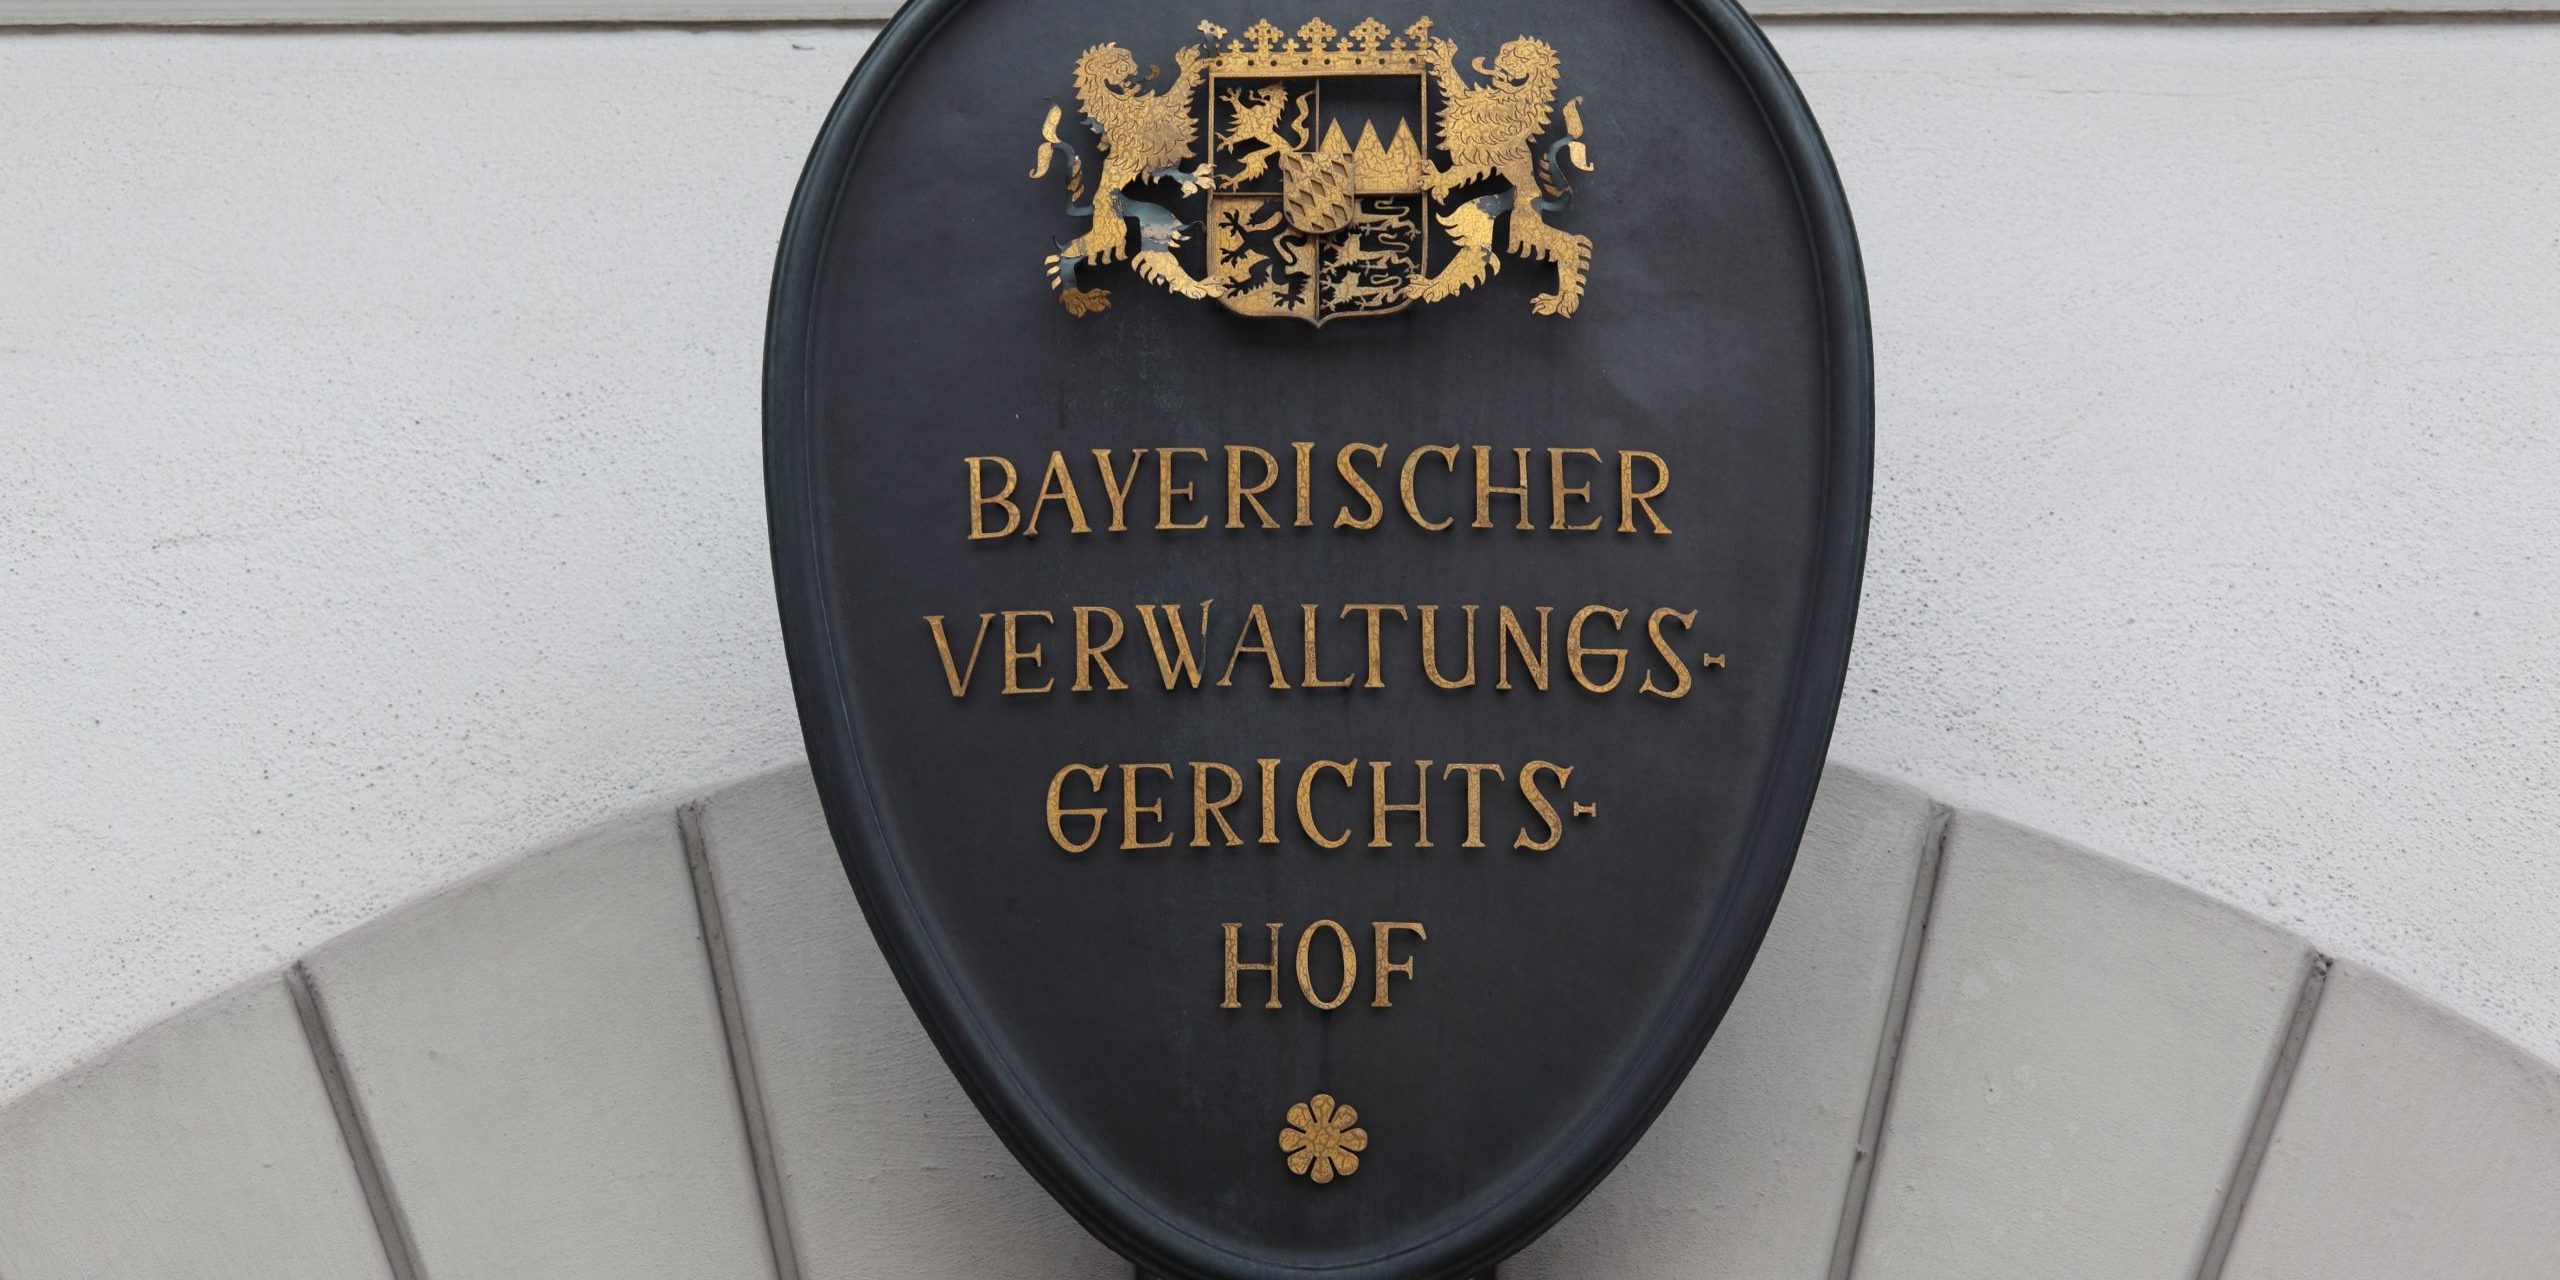 BAYERISCHER
VERWALTUNGS-
GERICHTS-
HOF